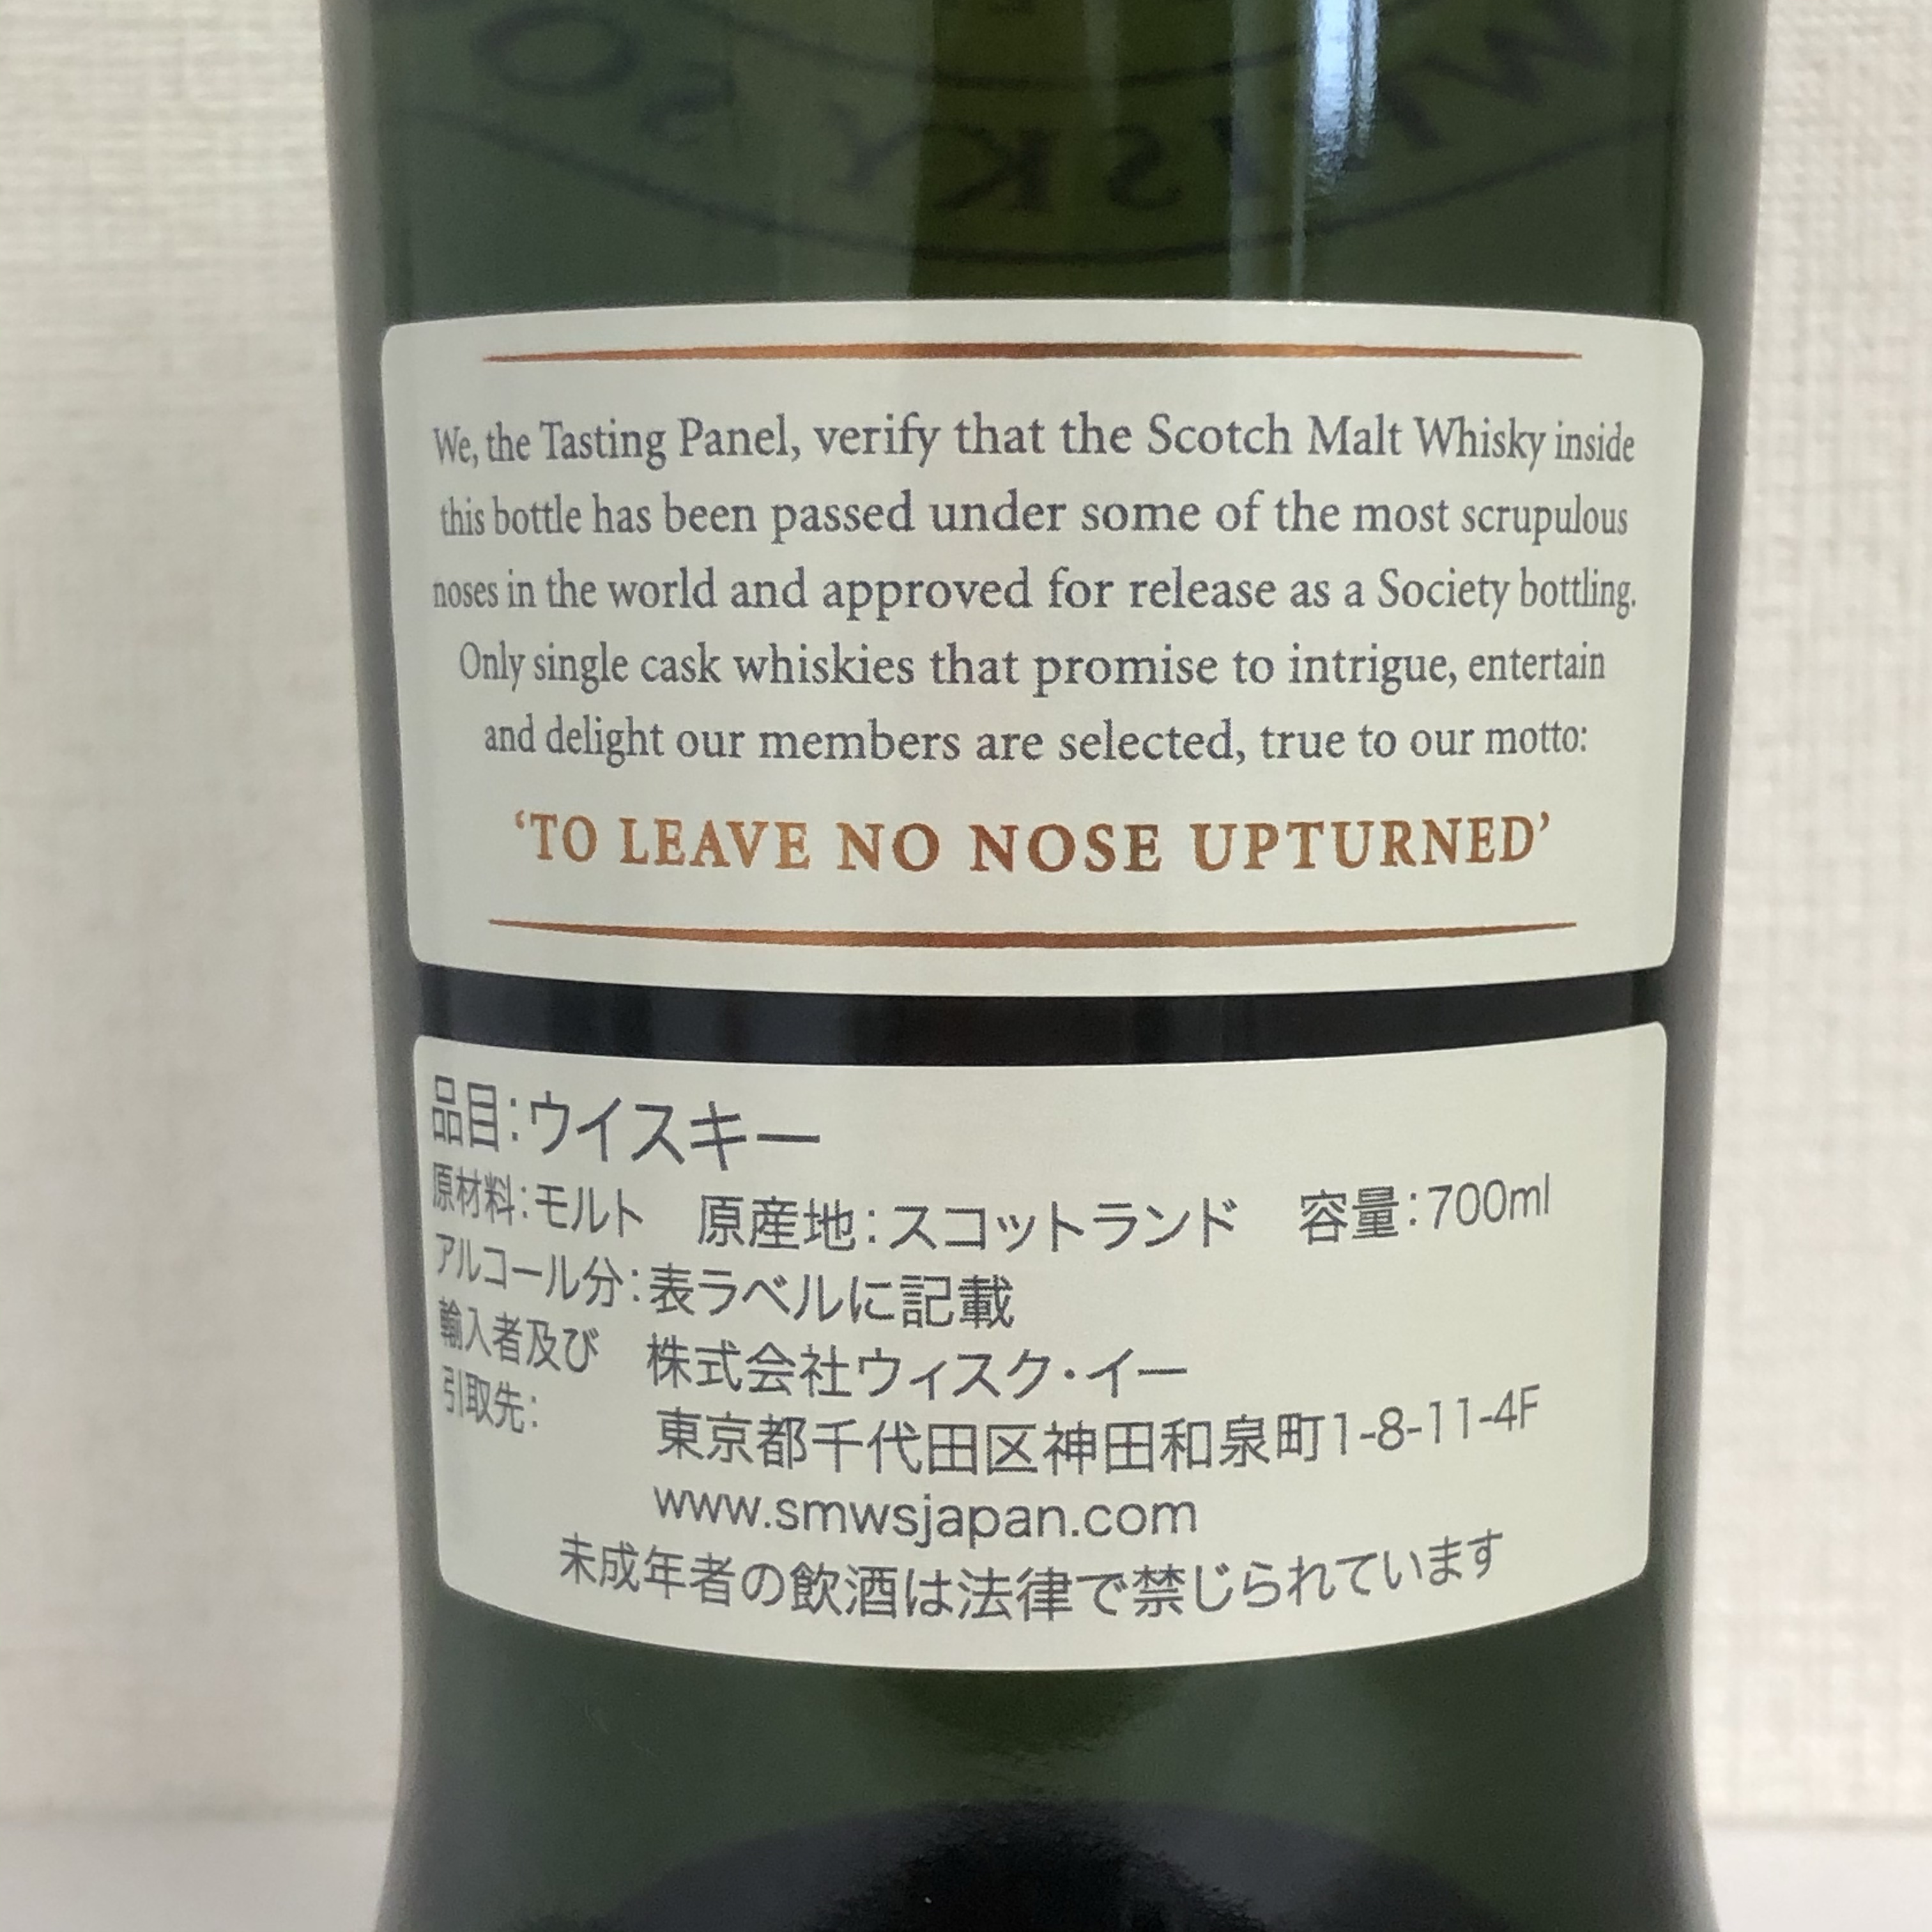 WHISKY SO
We, the Tasting Panel, verify that the Scotch Malt Whisky inside
this bottle has been passed under some of the most scrupulous
noses in the world and approved for release as a Society bottling.
Only single cask whiskies that promise to intrigue, entertain
and delight our members are selected, true to our motto:
‘TO LEAVE NO NOSE UPTURNED’
品目:ウイスキー
原材料:モルト 原産地:スコットランド 容量:700ml
アルコール分:表ラベルに記載
輸入者及び 株式会社ウィスク・イー
引取先:
東京都千代田区神田和泉町1-8-11-4F
www.smwsjapan.com
未成年者の飲酒は法律で禁じられています